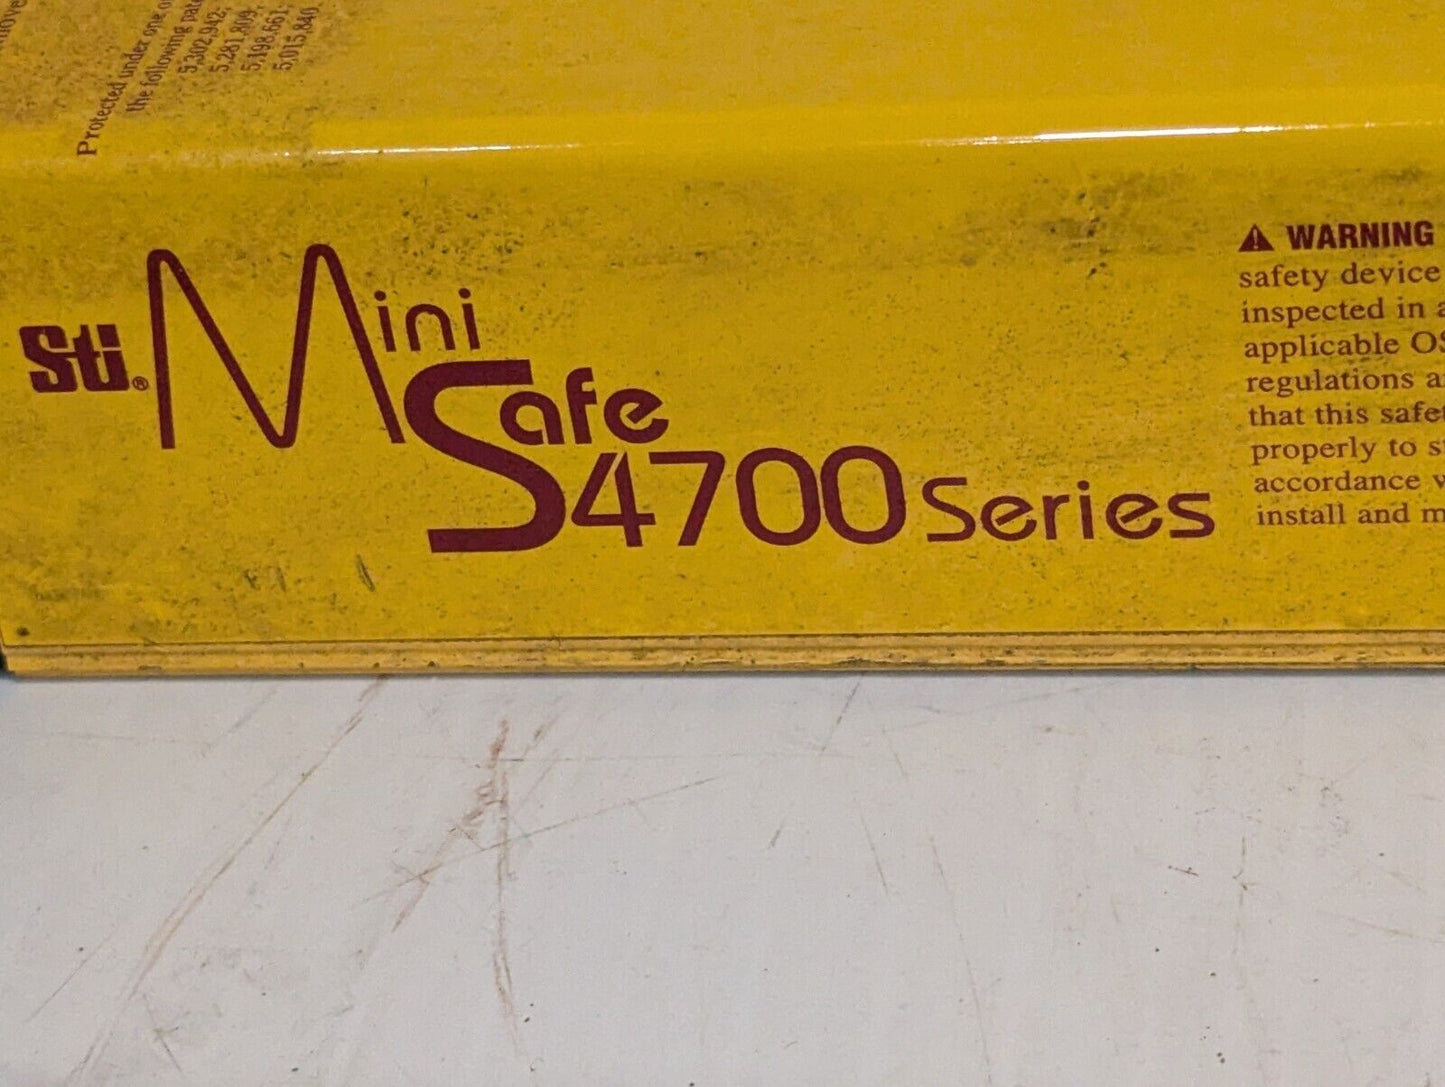 Protected under one o
the following pate
5,302,942;
5,281,809;
5,198,661;
5,015,840
Sti® Mini
Safe
4700 Series
⚠ WARNING
safety device
inspected in a
applicable OS
regulations a
that this safe
properly to s
accordance
install and m